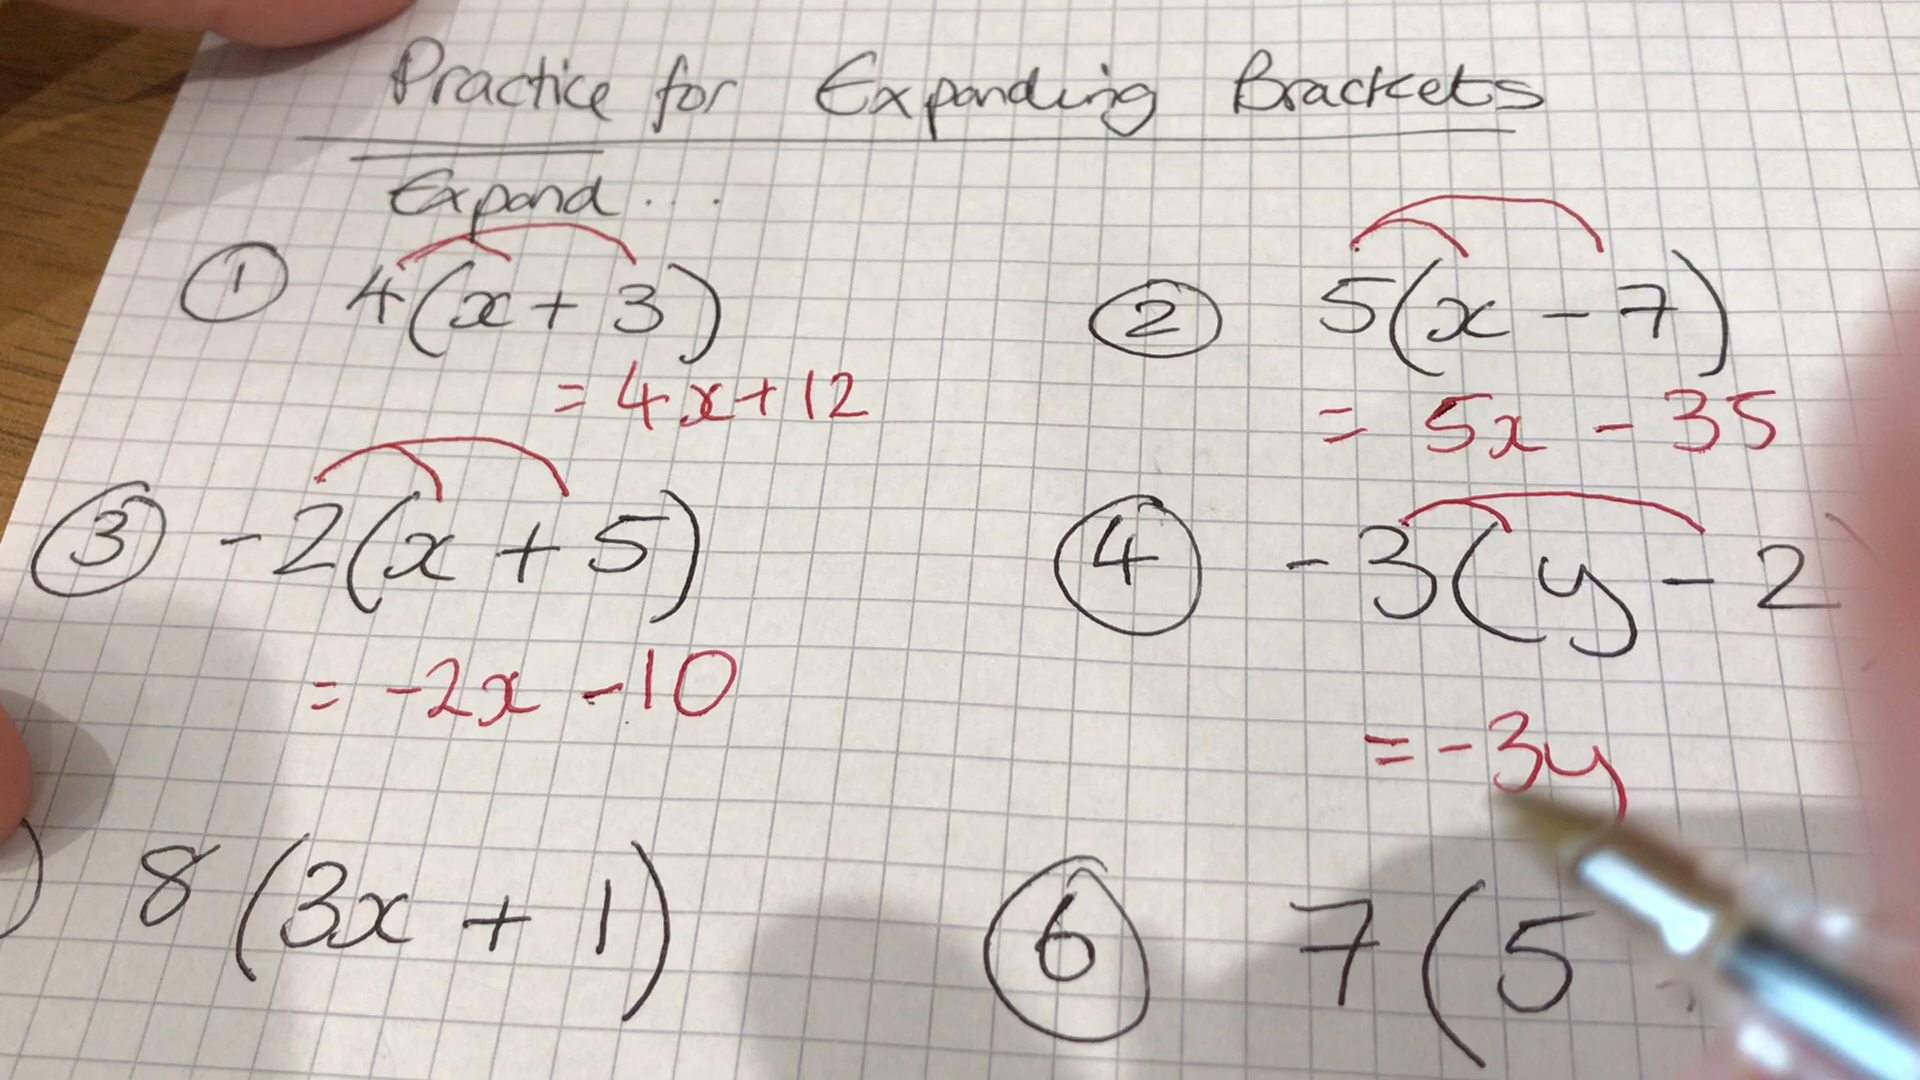 Practice for Expanding Brackets
Expand...
① 4(x + 3)
= 4x + 12
② 5(x - 7)
= 5x - 35
③ -2(x + 5)
= -2x - 10
④ -3(y - 2
= -3y
8(3x + 1)
⑥ 7(5